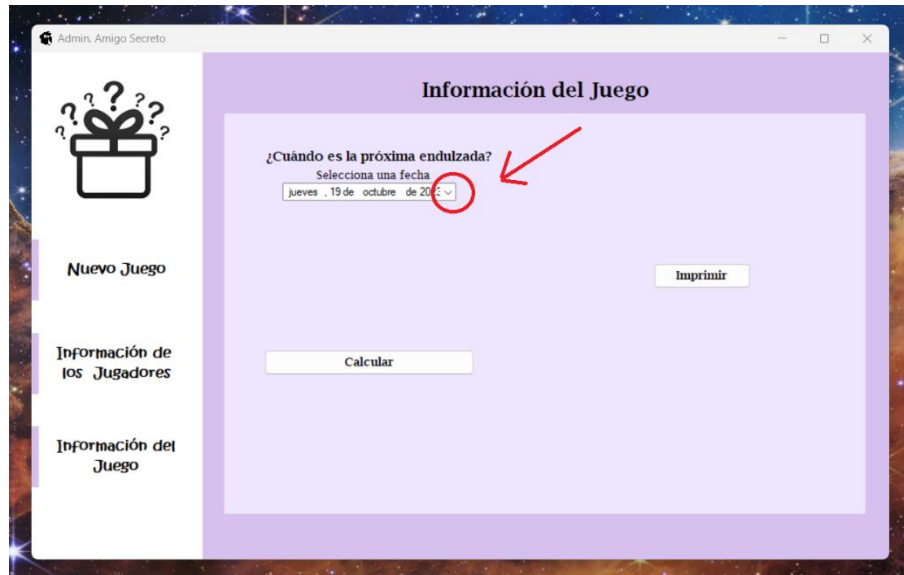 Admin. Amigo Secreto
Información del Juego
¿Cuándo es la próxima endulzada?
Selecciona una fecha
jueves , 19 de octubre de 2023
Nuevo Juego
Imprimir
Información de
los Jugadores
Calcular
Información del
Juego